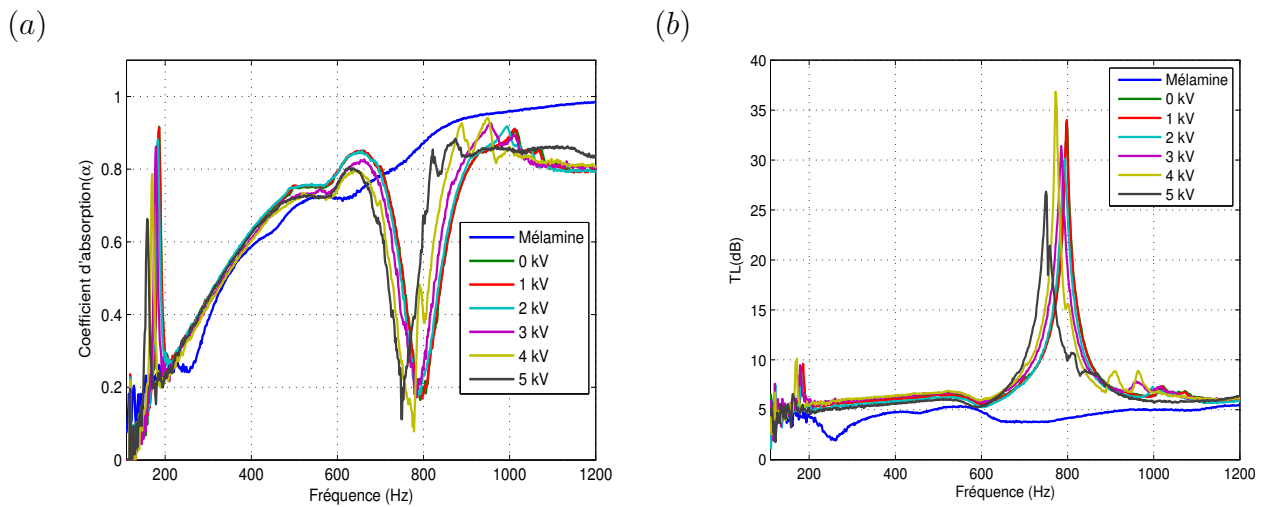 (a)
(b)
Coefficient d'absorption(α)
1
0.8
0.6
0.4
0.2
0
200
400
600
800
1000
1200
Fréquence (Hz)
Mélamine
0 kV
1 kV
2 kV
3 kV
4 kV
5 kV
TL(dB)
40
35
30
25
20
15
10
5
0
200
400
600
800
1000
1200
Fréquence (Hz)
Mélamine
0 kV
1 kV
2 kV
3 kV
4 kV
5 kV